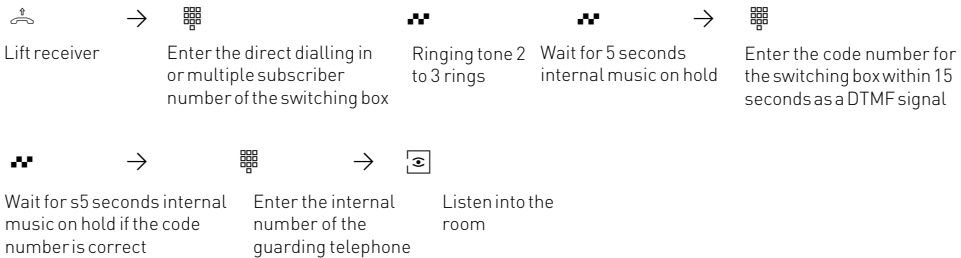 Lift receiver
Enter the direct dialling in
or multiple subscriber
number of the switching box
Ringing tone 2
to 3 rings
Wait for 5 seconds
internal music on hold
Enter the code number for
the switching box within 15
seconds as a DTMF signal
Wait for s5 seconds internal
music on hold if the code
number is correct
Enter the internal
number of the
guarding telephone
Listen into the
room